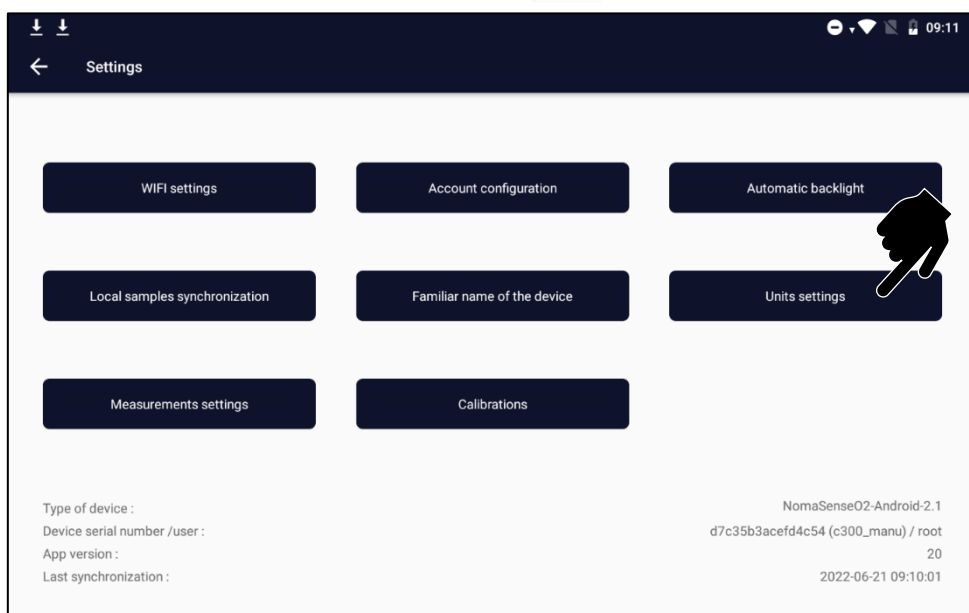 09:11
Settings
WIFI settings
Account configuration
Automatic backlight
Local samples synchronization
Familiar name of the device
Units settings
Measurements settings
Calibrations
Type of device :
NomaSenseO2-Android-2.1
Device serial number /user :
d7c35b3acefd4c54 (c300_manu) / root
App version :
20
Last synchronization :
2022-06-21 09:10:01